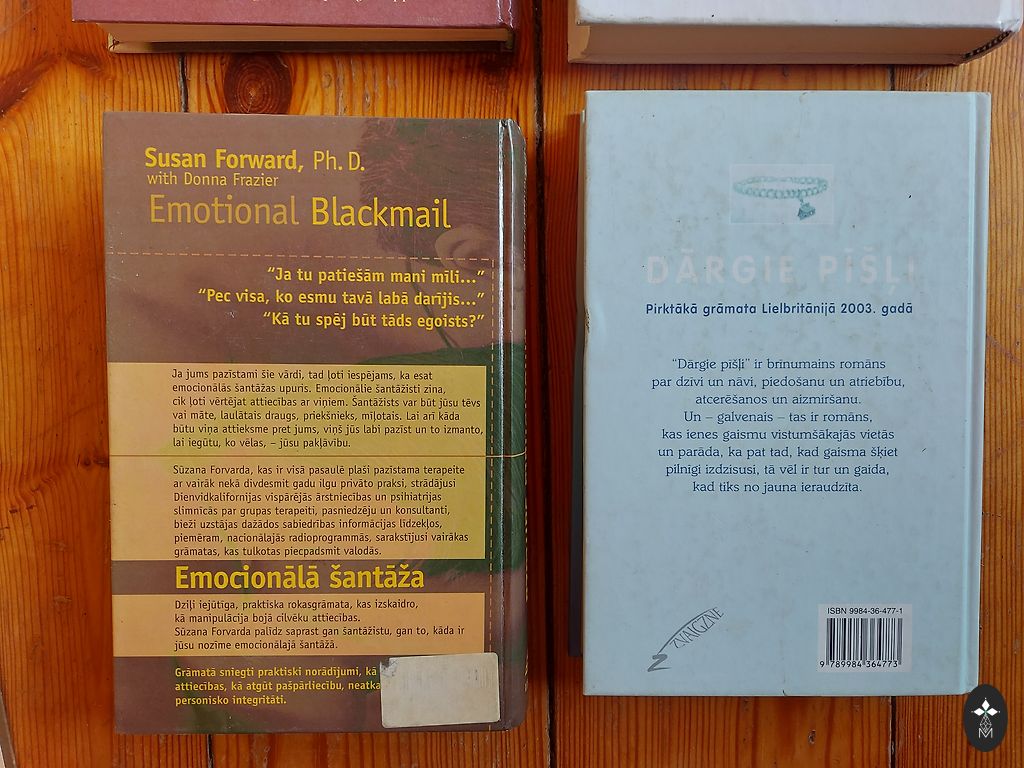 Susan Forward, Ph. D.
with Donna Frazier
Emotional Blackmail
“Ja tu patiešām mani mīli...”
“Pēc visa, ko esmu tavā labā darījis...”
“Kā tu spēj būt tāds egoists?”
Ja jums pazīstami šie vārdi, tad ļoti iespējams, ka esat
emocionālās šantāžas upuris. Emocionālie šantāžisti zina,
cik ļoti vērtējat attiecības ar viņiem. Šantāžists var būt jūsu tēvs
vai māte, laulātais draugs, priekšnieks, mīļotais. Lai arī kāda
būtu viņa attieksme pret jums, viņš jūs labi pazīst un to izmanto,
lai iegūtu, ko vēlas, – jūsu pakļāvību.
Sūzana Forvarda, kas ir visā pasaulē plaši pazīstama terapeite
ar vairāk nekā divdesmit gadu ilgu privāto praksi, strādājusi
Dienvidkalifornijas vispārējās ārstniecības un psihiatrijas
slimnīcās par grupas terapeiti, pasniedzēju un konsultanti,
bieži uzstājas dažādos sabiedrības informācijas līdzekļos,
piemēram, nacionālajās radioprogrammās, sarakstījusi vairākas
grāmatas, kas tulkotas piecpadsmit valodās.
Emocionālā šantāža
Dziļi iejūtīga, praktiska rokasgrāmata, kas izskaidro,
kā manipulācija bojā cilvēku attiecības.
Sūzana Forvarda palīdz saprast gan šantāžistu, gan to, kāda ir
jūsu nozīme emocionālajā šantāžā.
Grāmatā sniegti praktiski norādījumi, kā
attiecības, kā atgūt pašpārliecību,
personisko integritāti.
DĀRGIE PĪŠĻI
Pirktākā grāmata Lielbritānijā 2003. gadā
“Dārgie pīšļi” ir brīnumains romāns
par dzīvi un nāvi, piedošanu un atriebību,
atcerēšanos un aizmiršanu.
Un – galvenais – tas ir romāns,
kas ienes gaismu vistumšākajās vietās
un parāda, ka pat tad, kad gaisma šķiet
pilnīgi izdzisusi, tā vēl ir tur un gaida,
kad tiks no jauna ieraudzīta.
ZVAIGZNE
ISBN 9984-36-477-1
9 789984 364773
M